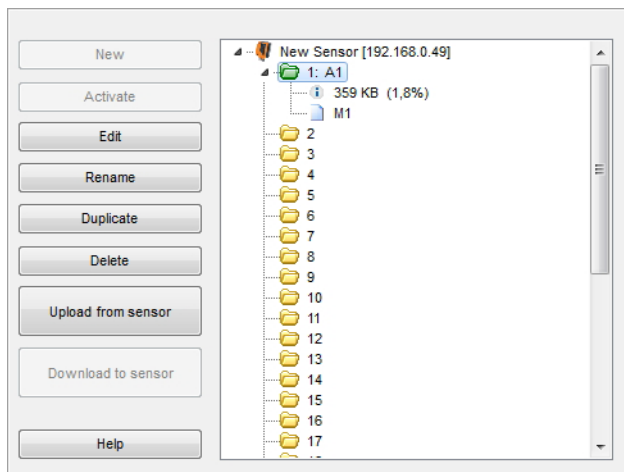 New
Activate
Edit
Rename
Duplicate
Delete
Upload from sensor
Download to sensor
Help
New Sensor [192.168.0.49]
1: A1
359 KB (1,8%)
M1
2
3
4
5
6
7
8
9
10
11
12
13
14
15
16
17